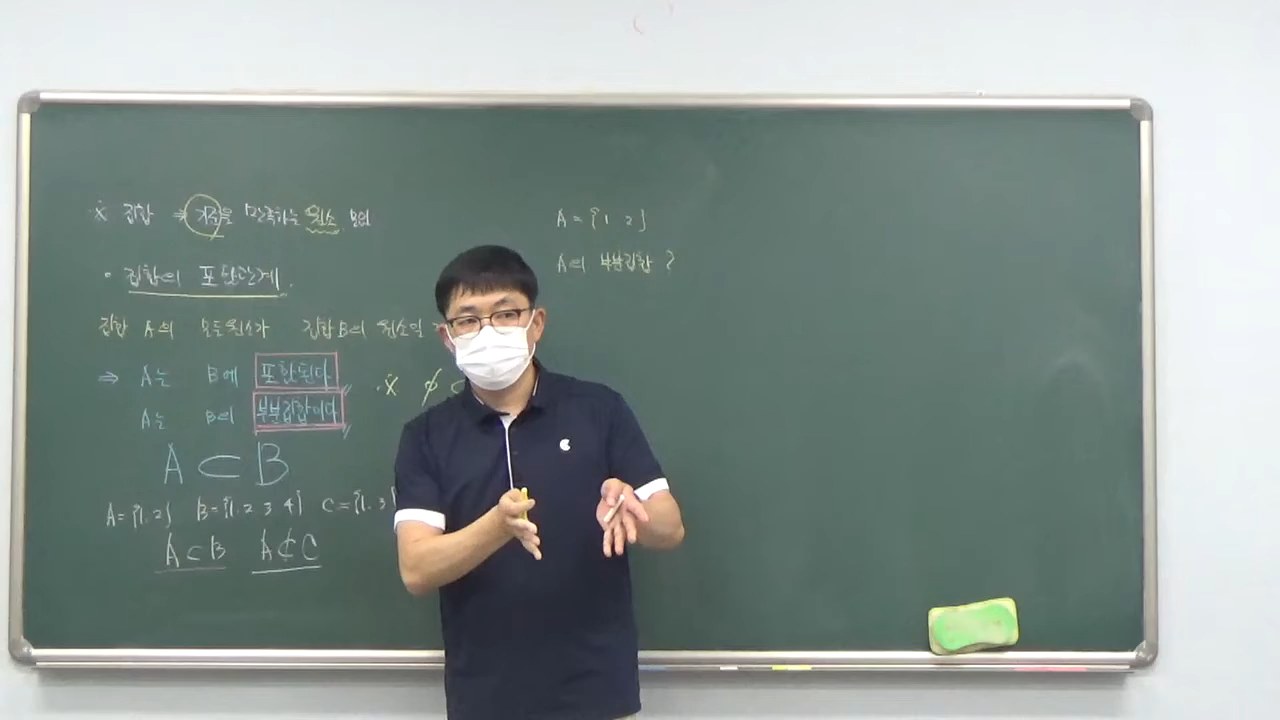 ※ 집합 ⇒ 기준을 만족하는 원소 모임
• 집합의 포함관계.
집합 A의 모든 원소가 집합 B의 원소일
⇒ A는 B에 포함된다
A는 B의 부분집합이다
※ ∅ ⊂
A ⊂ B
A = {1, 2} B = {1, 2 3 4} C = {1, 3
A ⊂ B A ⊄ C
A = {1 2}
A의 부분집합 ?